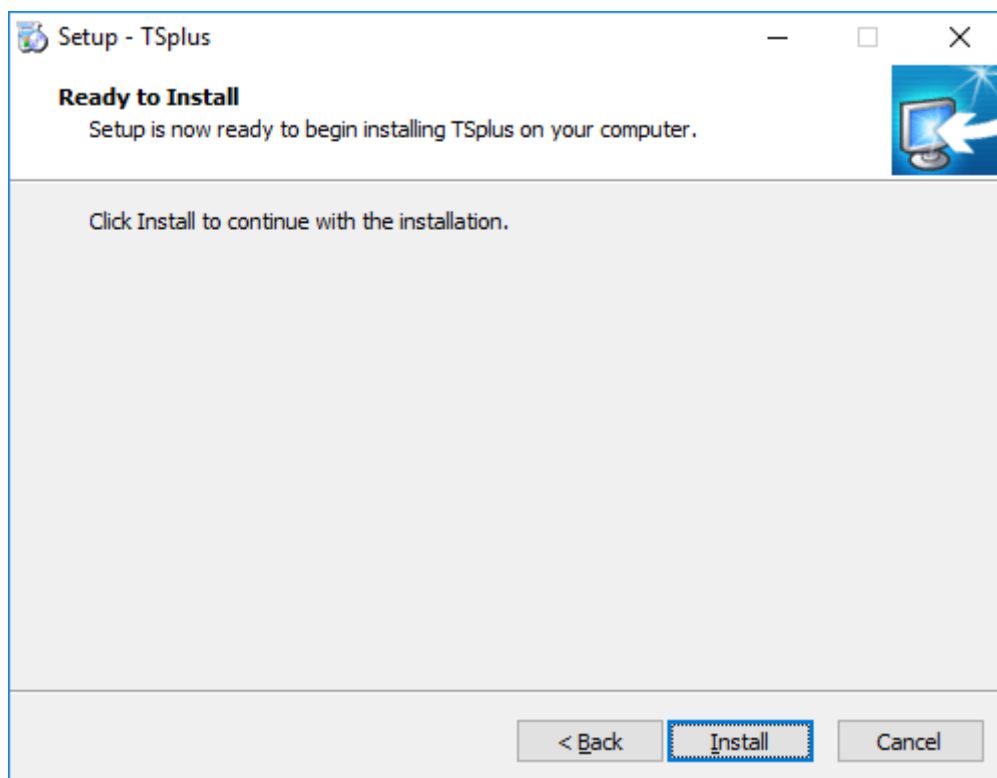 Setup - TSplus
Ready to Install
Setup is now ready to begin installing TSplus on your computer.
Click Install to continue with the installation.
< Back Install Cancel